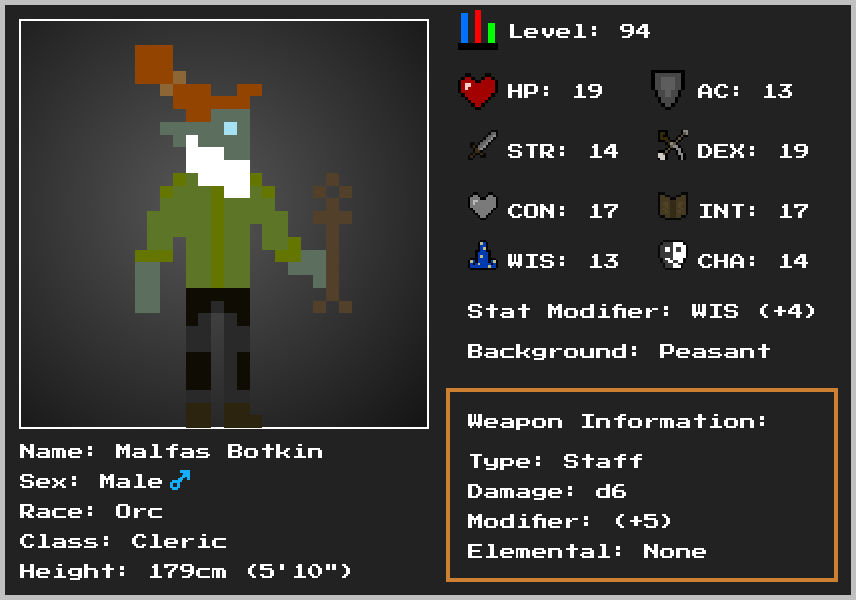 Level: 94
HP: 19 AC: 13
STR: 14 DEX: 19
CON: 17 INT: 17
WIS: 13 CHA: 14
Stat Modifier: WIS (+4)
Background: Peasant
Weapon Information:
Type: Staff
Damage: d6
Modifier: (+5)
Elemental: None
Name: Malfas Botkin
Sex: Male ♂
Race: Orc
Class: Cleric
Height: 179cm (5'10")